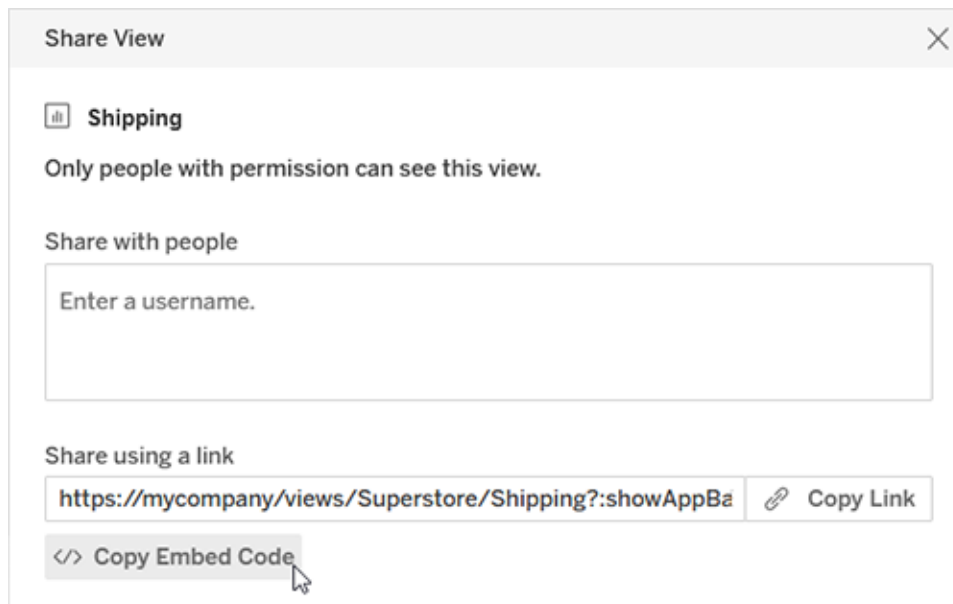 Share View
Shipping
Only people with permission can see this view.
Share with people
Enter a username.
Share using a link
https://mycompany/views/Superstore/Shipping?:showAppBa
Copy Link
</> Copy Embed Code